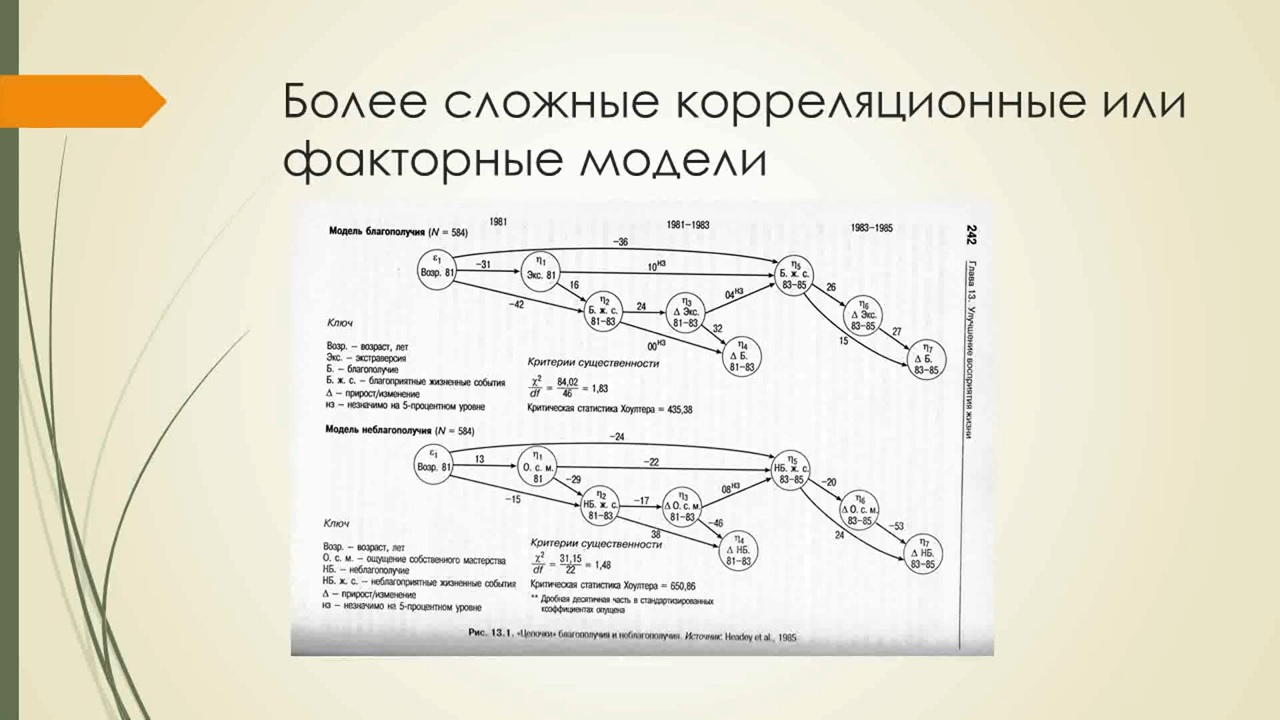 Более сложные корреляционные или
факторные модели
1981
1981–1983
1983–1985
Модель благополучия (N = 584)
–36
ε1
Возр. 81
–31
η1
Экс. 81
10нз
η5
Б. ж. с.
83–85
–42
16
η2
Б. ж. с.
81–83
24
η3
Δ Экс.
81–83
04нз
26
η6
Δ Экс.
83–85
00нз
32
η4
Δ Б.
81–83
15
27
η7
Δ Б.
83–85
Ключ
Возр. – возраст, лет
Экс. – экстраверсия
Б. – благополучие
Б. ж. с. – благоприятные жизненные события
Δ – прирост/изменение
нз – незначимо на 5-процентном уровне
Критерии существенности
χ²/df = 84,02/46 = 1,83
Критическая статистика Хоултера = 435,38
Модель неблагополучия (N = 584)
–24
ε1
Возр. 81
13
η1
О. с. м.
81
–22
η5
НБ. ж. с.
83–85
–15
–29
η2
НБ. ж. с.
81–83
–17
η3
Δ О. с. м.
81–83
08нз
–20
η6
Δ О. с. м.
83–85
38
–46
η4
Δ НБ.
81–83
24
–53
η7
Δ НБ.
83–85
Ключ
Возр. – возраст, лет
О. с. м. – ощущение собственного мастерства
НБ. – неблагополучие
НБ. ж. с. – неблагоприятные жизненные события
Δ – прирост/изменение
нз – незначимо на 5-процентном уровне
Критерии существенности
χ²/df = 31,15/22 = 1,48
Критическая статистика Хоултера = 650,86
** Дробная десятичная часть в стандартизированных
коэффициентах опущена
Рис. 13.1. «Цепочки» благополучия и неблагополучия. Источник: Headey et al., 1985
242 Глава 13. Улучшение восприятия жизни